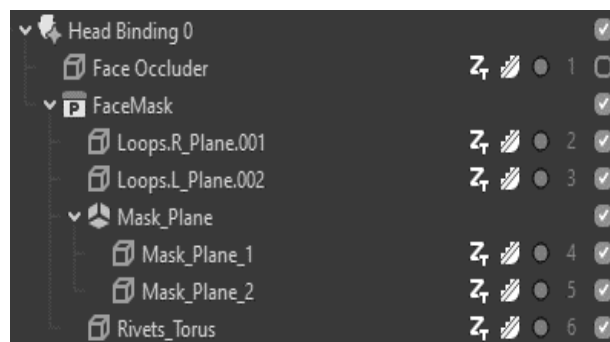 Head Binding 0
Face Occluder 1
FaceMask
Loops.R_Plane.001 2
Loops.L_Plane.002 3
Mask_Plane
Mask_Plane_1 4
Mask_Plane_2 5
Rivets_Torus 6